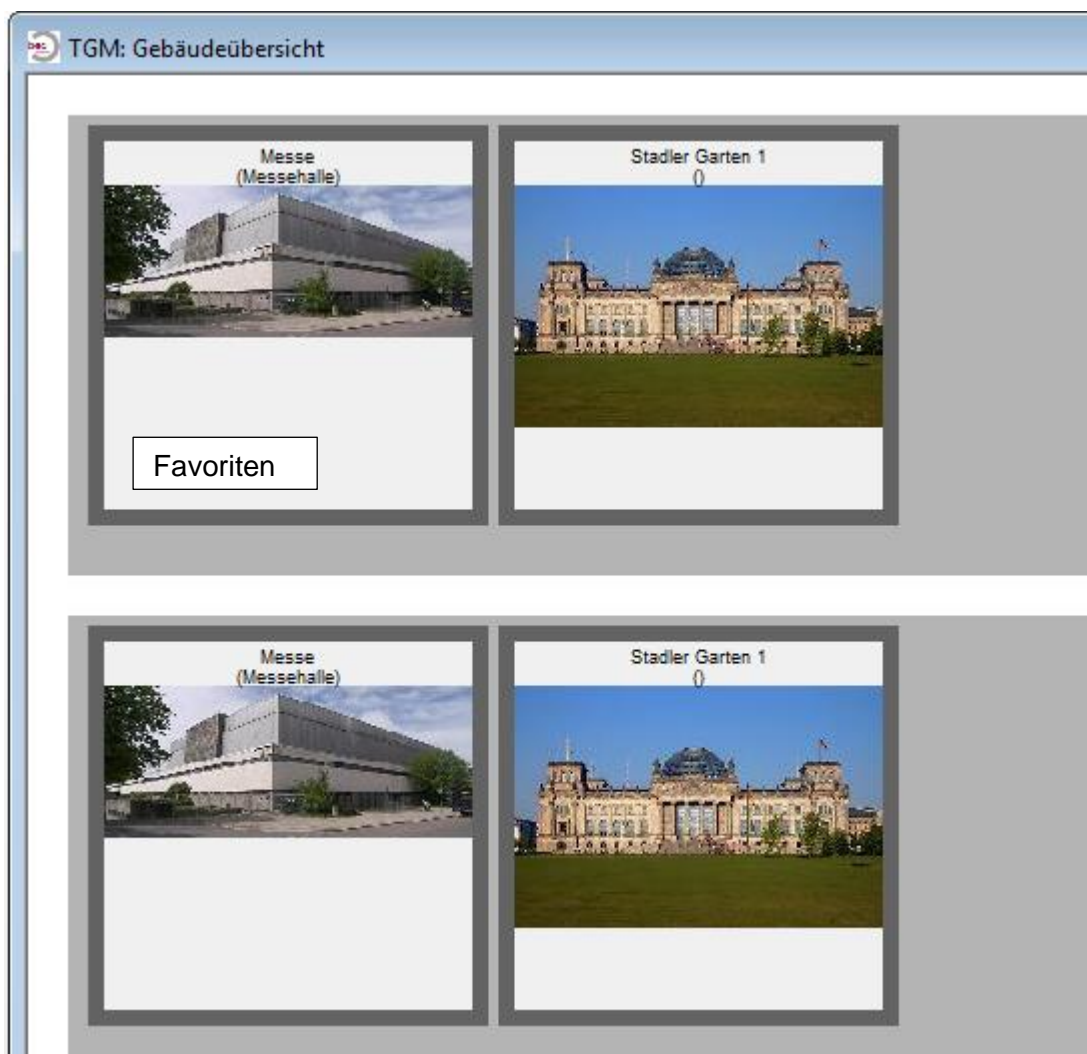 TGM: Gebäudeübersicht
Messe
(Messehalle)
Stadler Garten 1
()
Favoriten
Messe
(Messehalle)
Stadler Garten 1
()